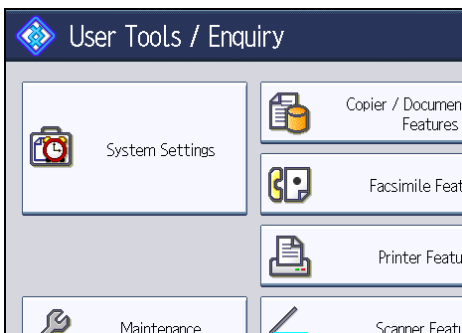 User Tools / Enquiry
System Settings
Copier / Documen
Features
Facsimile Feat
Printer Featu
Maintenance
Scanner Featu